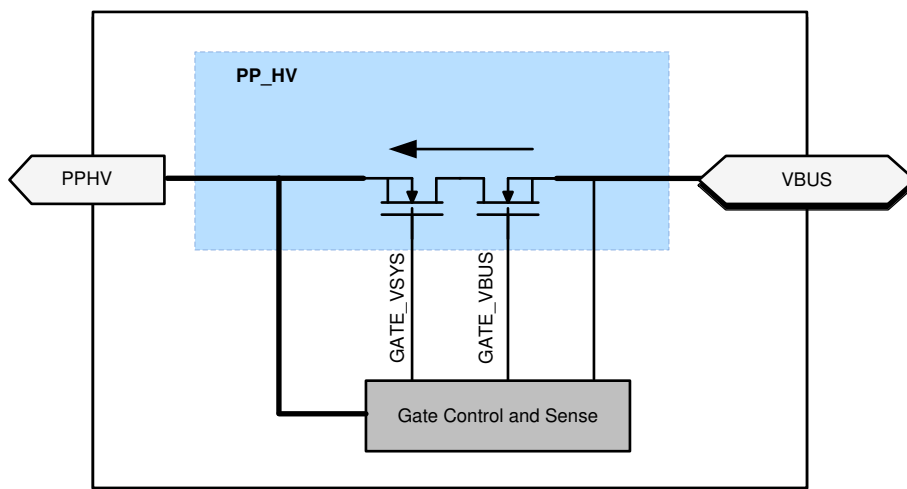 PP_HV
PPHV
VBUS
GATE_VSYS
GATE_VBUS
Gate Control and Sense